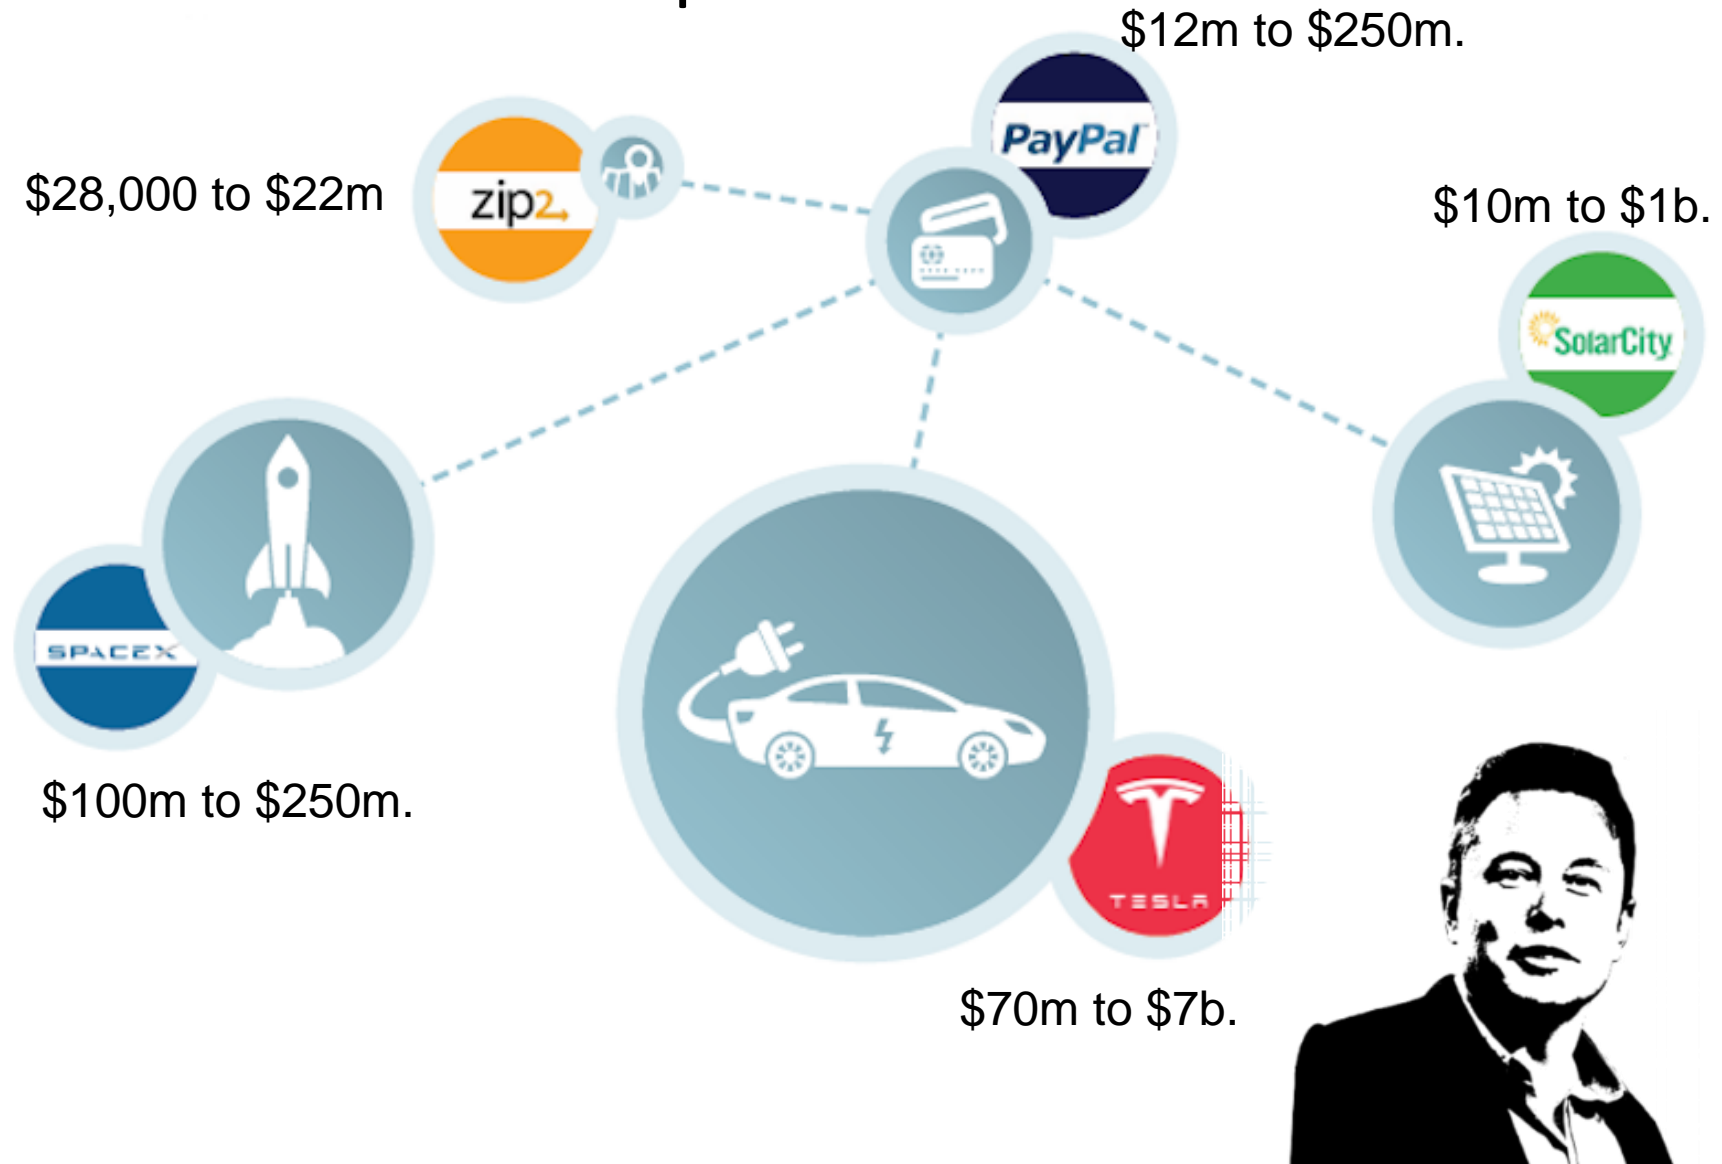 $12m to $250m.
PayPal
$28,000 to $22m
zip2
$10m to $1b.
SolarCity
SPACEX
$100m to $250m.
TESLA
$70m to $7b.